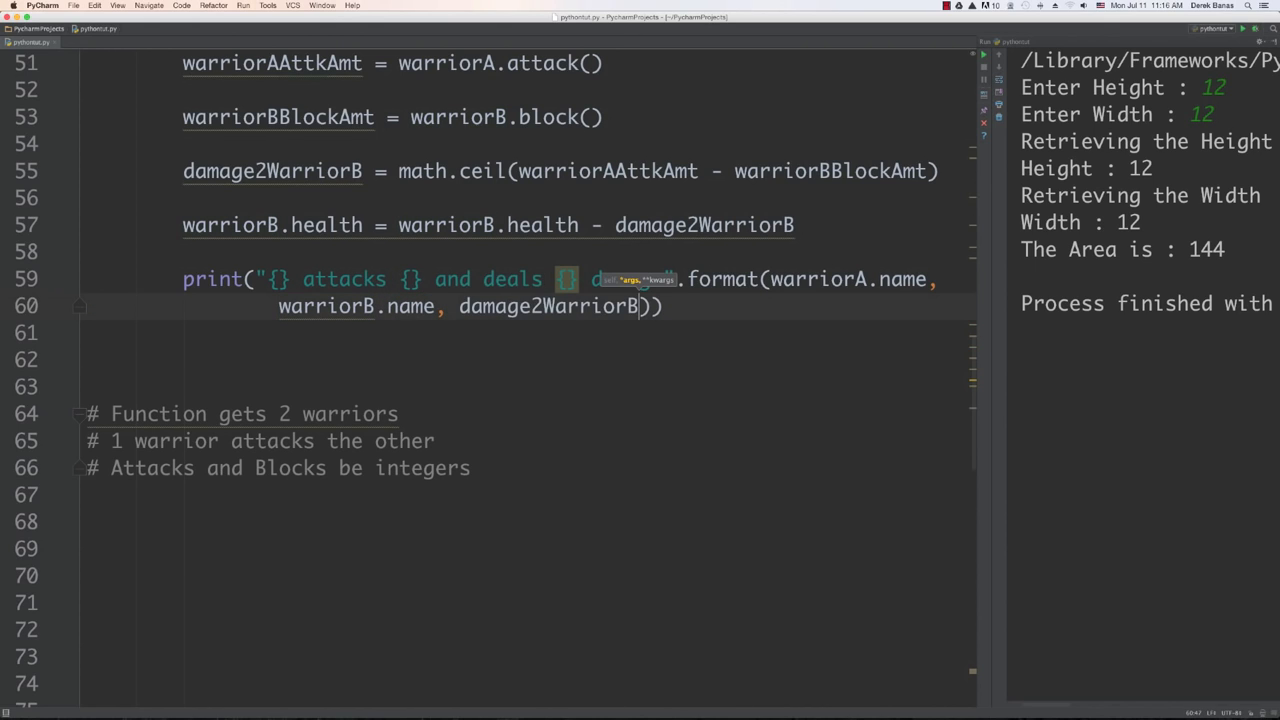 PyCharm File Edit View Navigate Code Refactor Run Tools VCS Window Help
10 Mon Jul 11 11:16 AM Derek Banas
pythontut.py - PycharmProjects - [~/PycharmProjects]
PycharmProjects pythontut.py pythontut
pythontut.py
Run: pythontut
51 warriorAAttkAmt = warriorA.attack()
52
53 warriorBBlockAmt = warriorB.block()
54
55 damage2WarriorB = math.ceil(warriorAAttkAmt - warriorBBlockAmt)
56
57 warriorB.health = warriorB.health - damage2WarriorB
58
59 print("{} attacks {} and deals {} d".format(warriorA.name,
self, *args, **kwargs
60 warriorB.name, damage2WarriorB))
61
62
63
64 # Function gets 2 warriors
65 # 1 warrior attacks the other
66 # Attacks and Blocks be integers
67
68
69
70
71
72
73
74
/Library/Frameworks/Py
Enter Height : 12
Enter Width : 12
Retrieving the Height
Height : 12
Retrieving the Width
Width : 12
The Area is : 144
Process finished with
60:47 LF≑ UTF-8≑